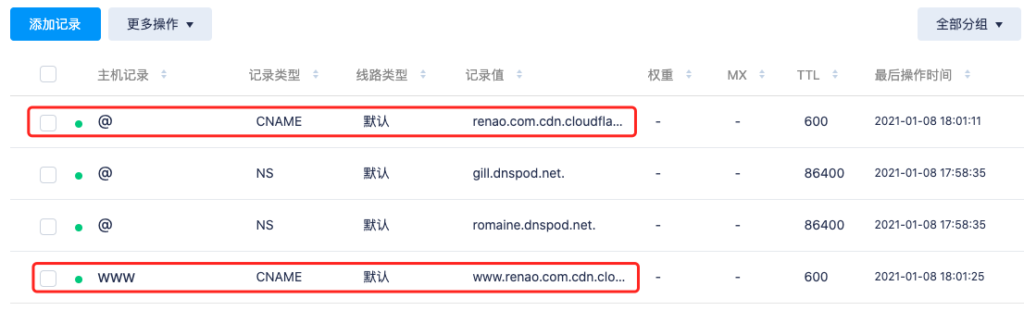 添加记录 更多操作 全部分组
主机记录 记录类型 线路类型 记录值 权重 MX TTL 最后操作时间
@ CNAME 默认 renao.com.cdn.cloudfla... - - 600 2021-01-08 18:01:11
@ NS 默认 gill.dnspod.net. - - 86400 2021-01-08 17:58:35
@ NS 默认 romaine.dnspod.net. - - 86400 2021-01-08 17:58:35
www CNAME 默认 www.renao.com.cdn.clo... - - 600 2021-01-08 18:01:25